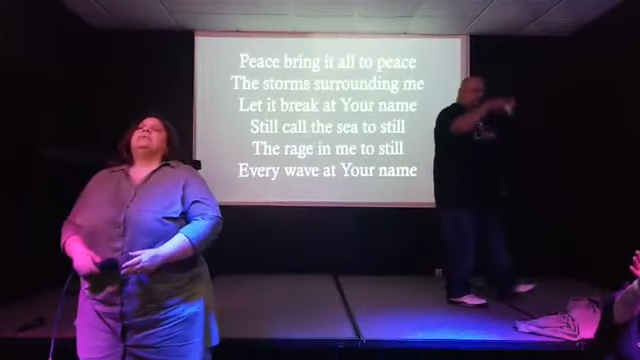 Peace bring it all to peace
The storms surrounding me
Let it break at Your name
Still call the sea to still
The rage in me to still
Every wave at Your name